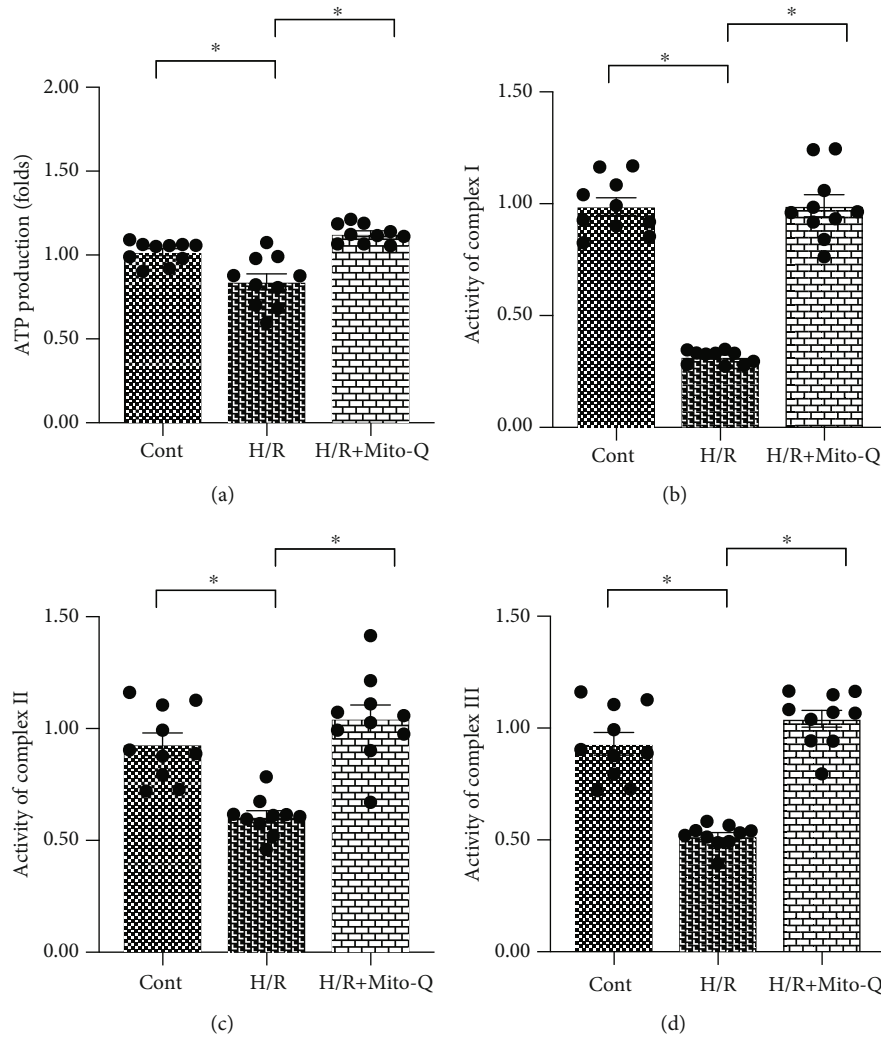 *
*
2.00
1.50
1.00
0.50
0.00
ATP production (folds)
Cont
H/R
H/R+Mito-Q
(a)
*
*
1.50
1.00
0.50
0.00
Activity of complex I
Cont
H/R
H/R+Mito-Q
(b)
*
*
1.50
1.00
0.50
0.00
Activity of complex II
Cont
H/R
H/R+Mito-Q
(c)
*
*
1.50
1.00
0.50
0.00
Activity of complex III
Cont
H/R
H/R+Mito-Q
(d)